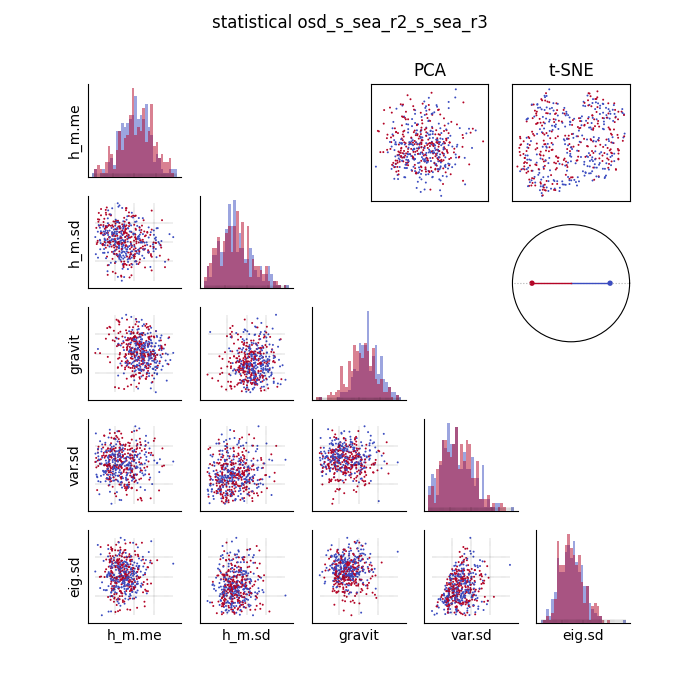 statistical osd_s_sea_r2_s_sea_r3
PCA
t-SNE
h_m.me
h_m.sd
gravit
var.sd
eig.sd
h_m.me
h_m.sd
gravit
var.sd
eig.sd